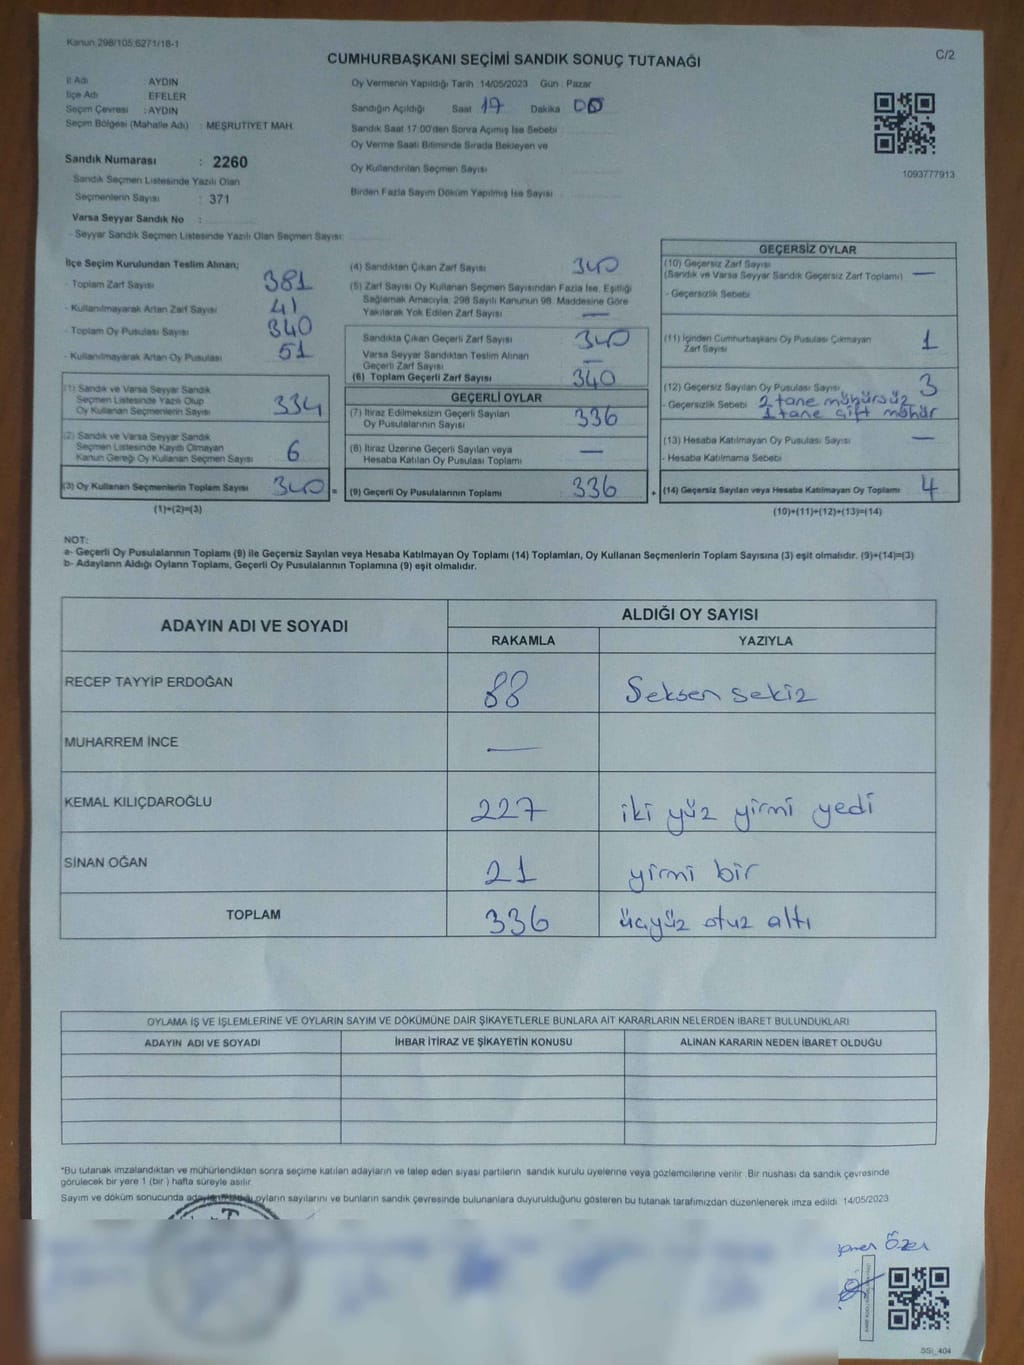 Kanun 298/105,6271/18-1
CUMHURBAŞKANI SEÇİMİ SANDIK SONUÇ TUTANAĞI
C/2
İl Adı AYDIN
İlçe Adı EFELER
Seçim Çevresi : AYDIN
Seçim Bölgesi (Mahalle Adı) : MEŞRUTİYET MAH.
Sandık Numarası : 2260
Sandık Seçmen Listesinde Yazılı Olan
Seçmenlerin Sayısı : 371
Varsa Seyyar Sandık No :
- Seyyar Sandık Seçmen Listesinde Yazılı Olan Seçmen Sayısı:
Oy Vermenin Yapıldığı Tarih 14/05/2023 Gün : Pazar
Sandığın Açıldığı Saat 17 Dakika 00
Sandık Saat 17:00'den Sonra Açılmış İse Sebebi
Oy Verme Saati Bitiminde Sırada Bekleyen ve
Oy Kullandırılan Seçmen Sayısı
Birden Fazla Sayım Döküm Yapılmış İse Sayısı
1093777913
İlçe Seçim Kurulundan Teslim Alınan;
- Toplam Zarf Sayısı 381
- Kullanılmayarak Artan Zarf Sayısı 41
- Toplam Oy Pusulası Sayısı 340
- Kullanılmayarak Artan Oy Pusulası 51
(1) Sandık ve Varsa Seyyar Sandık
Seçmen Listesinde Yazılı Olup
Oy Kullanan Seçmenlerin Sayısı 334
(2) Sandık ve Varsa Seyyar Sandık
Seçmen Listesinde Kayıtlı Olmayan
Kanun Gereği Oy Kullanan Seçmen Sayısı 6
(3) Oy Kullanan Seçmenlerin Toplam Sayısı 340 =
(1)+(2)=(3)
(4) Sandıktan Çıkan Zarf Sayısı 340
(5) Zarf Sayısı Oy Kullanan Seçmen Sayısından Fazla İse, Eşitliği
Sağlamak Amacıyla, 298 Sayılı Kanunun 98. Maddesine Göre
Yakılarak Yok Edilen Zarf Sayısı —
Sandıkta Çıkan Geçerli Zarf Sayısı 340
Varsa Seyyar Sandıktan Teslim Alınan
Geçerli Zarf Sayısı —
(6) Toplam Geçerli Zarf Sayısı 340
GEÇERLİ OYLAR
(7) İtiraz Edilmeksizin Geçerli Sayılan
Oy Pusulalarının Sayısı 336
(8) İtiraz Üzerine Geçerli Sayılan veya
Hesaba Katılan Oy Pusulası Toplamı —
(9) Geçerli Oy Pusulalarının Toplamı 336 +
GEÇERSİZ OYLAR
(10) Geçersiz Zarf Sayısı
(Sandık ve Varsa Seyyar Sandık Geçersiz Zarf Toplamı) —
- Geçersizlik Sebebi
(11) İçinden Cumhurbaşkanı Oy Pusulası Çıkmayan
Zarf Sayısı 1
(12) Geçersiz Sayılan Oy Pusulası Sayısı 3
- Geçersizlik Sebebi 2 tane mühürsüz
1 tane çift mühür
(13) Hesaba Katılmayan Oy Pusulası Sayısı —
- Hesaba Katılmama Sebebi
(14) Geçersiz Sayılan veya Hesaba Katılmayan Oy Toplamı 4
(10)+(11)+(12)+(13)=(14)
NOT:
a- Geçerli Oy Pusulalarının Toplamı (9) ile Geçersiz Sayılan veya Hesaba Katılmayan Oy Toplamı (14) Toplamları, Oy Kullanan Seçmenlerin Toplam Sayısına (3) eşit olmalıdır. (9)+(14)=(3)
b- Adayların Aldığı Oyların Toplamı, Geçerli Oy Pusulalarının Toplamına (9) eşit olmalıdır.
ADAYIN ADI VE SOYADI ALDIĞI OY SAYISI
RAKAMLA YAZIYLA
RECEP TAYYİP ERDOĞAN 88 Seksen sekiz
MUHARREM İNCE —
KEMAL KILIÇDAROĞLU 227 iki yüz yirmi yedi
SİNAN OĞAN 21 yirmi bir
TOPLAM 336 üçyüz otuz altı
OYLAMA İŞ VE İŞLEMLERİNE VE OYLARIN SAYIM VE DÖKÜMÜNE DAİR ŞİKAYETLERLE BUNLARA AİT KARARLARIN NELERDEN İBARET BULUNDUKLARI
ADAYIN ADI VE SOYADI İHBAR İTİRAZ VE ŞİKAYETİN KONUSU ALINAN KARARIN NEDEN İBARET OLDUĞU
*Bu tutanak imzalandıktan ve mühürlendikten sonra seçime katılan adayların ve talep eden siyasi partilerin sandık kurulu üyelerine veya gözlemcilerine verilir. Bir nüshası da sandık çevresinde
görülecek bir yere 1 (bir ) hafta süreyle asılır.
Sayım ve döküm sonucunda adayların aldığı oyların sayılarını ve bunların sandık çevresinde bulunanlara duyurulduğunu gösteren bu tutanak tarafımızdan düzenlenerek imza edildi. 14/05/2023
Özer
SSİ_404